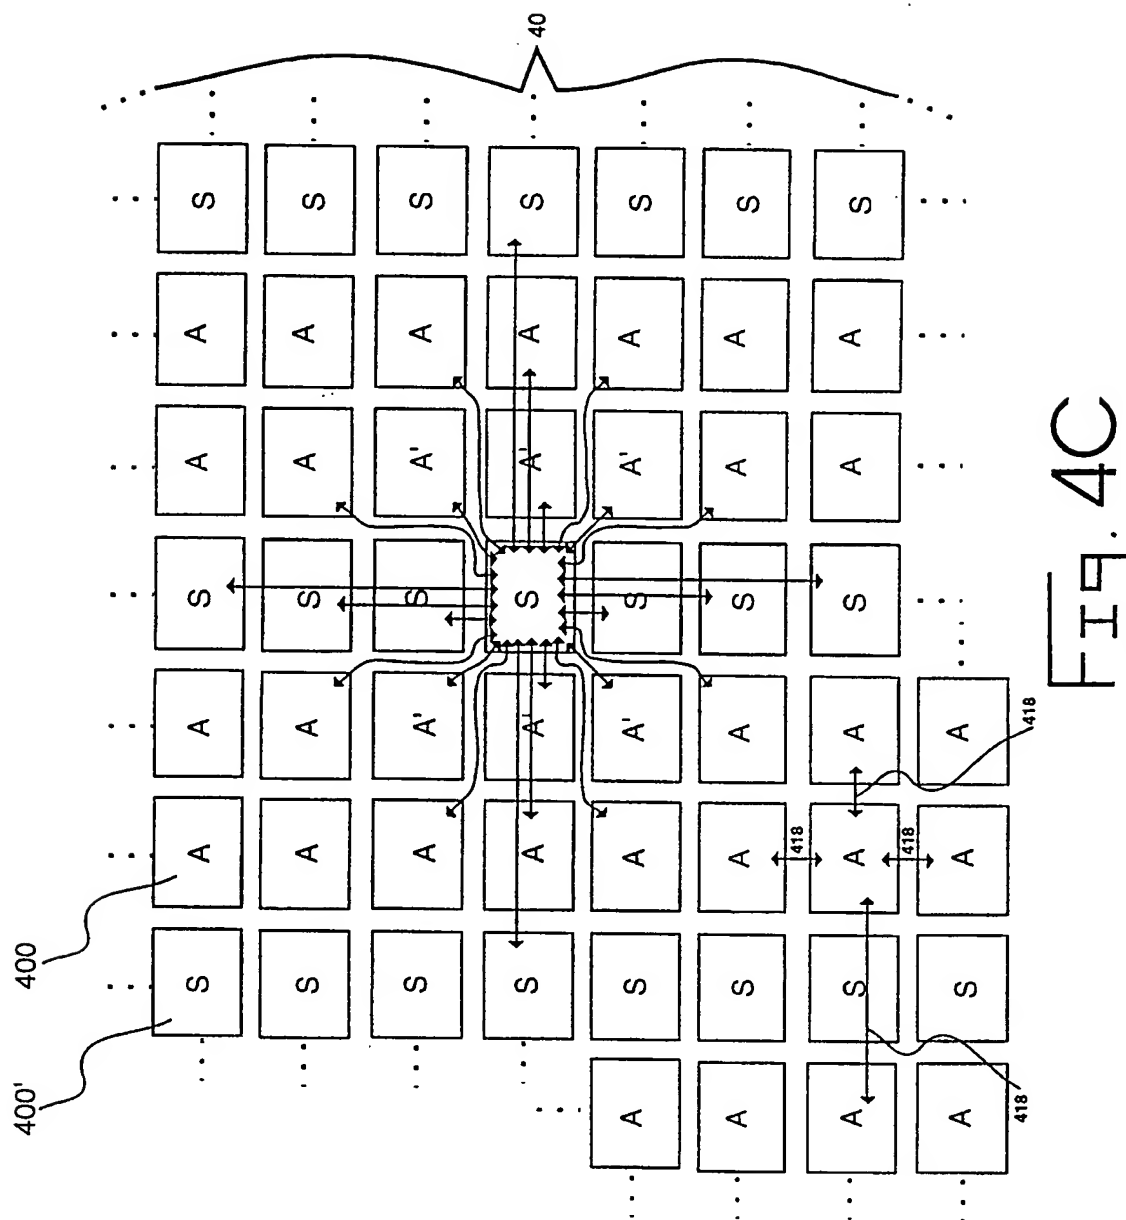 400' 400
S A A S A A S
S A A S A A S
S A A' S A' A S
S A A' S A' A S 40
A S A A' S A' A S
A S A A S A A S
418
A S A A S A A S
418
A S A A
418 418
Fig. 4C